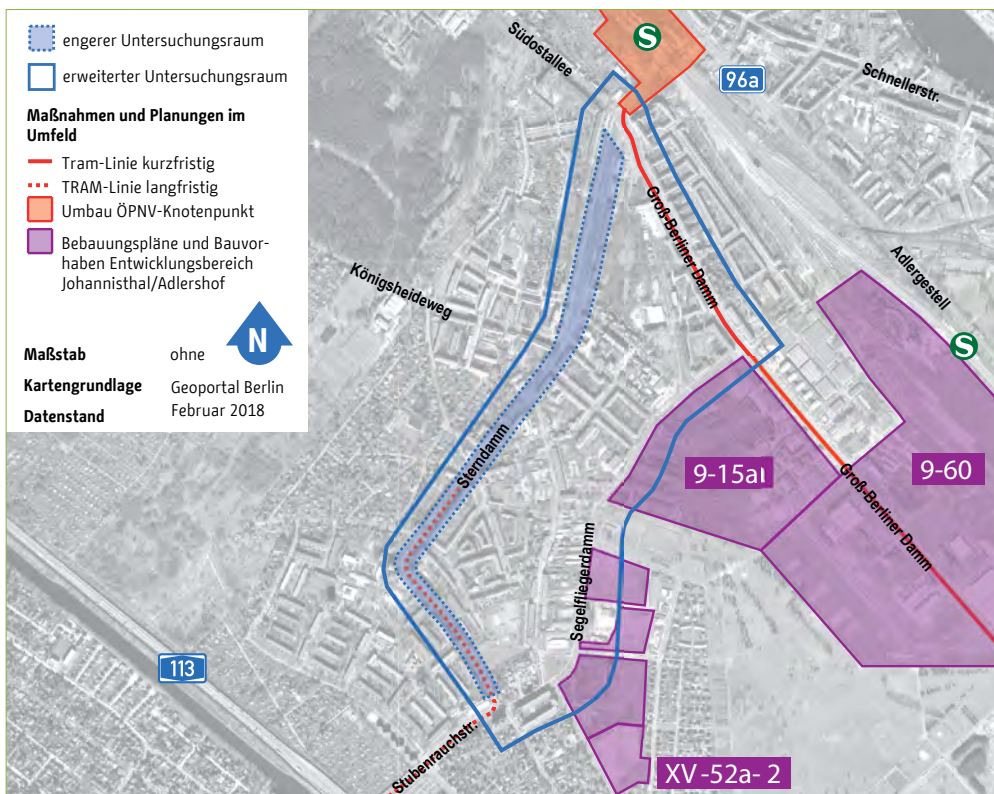 engerer Untersuchungsraum
erweiterter Untersuchungsraum
Maßnahmen und Planungen im
Umfeld
Tram-Linie kurzfristig
TRAM-Linie langfristig
Umbau ÖPNV-Knotenpunkt
Bebauungspläne und Bauvor-
haben Entwicklungsbereich
Johannisthal/Adlershof
N
Maßstab ohne
Kartengrundlage Geoportal Berlin
Datenstand Februar 2018
Südostallee
S
96a
Schnellerstr.
Groß-Berliner Damm
Adlergestell
S
Königsheideweg
Sterndamm
9-15a
9-60
Groß-Berliner Damm
Segelfliegerdamm
113
Stubenrauchstr.
XV -52a- 2